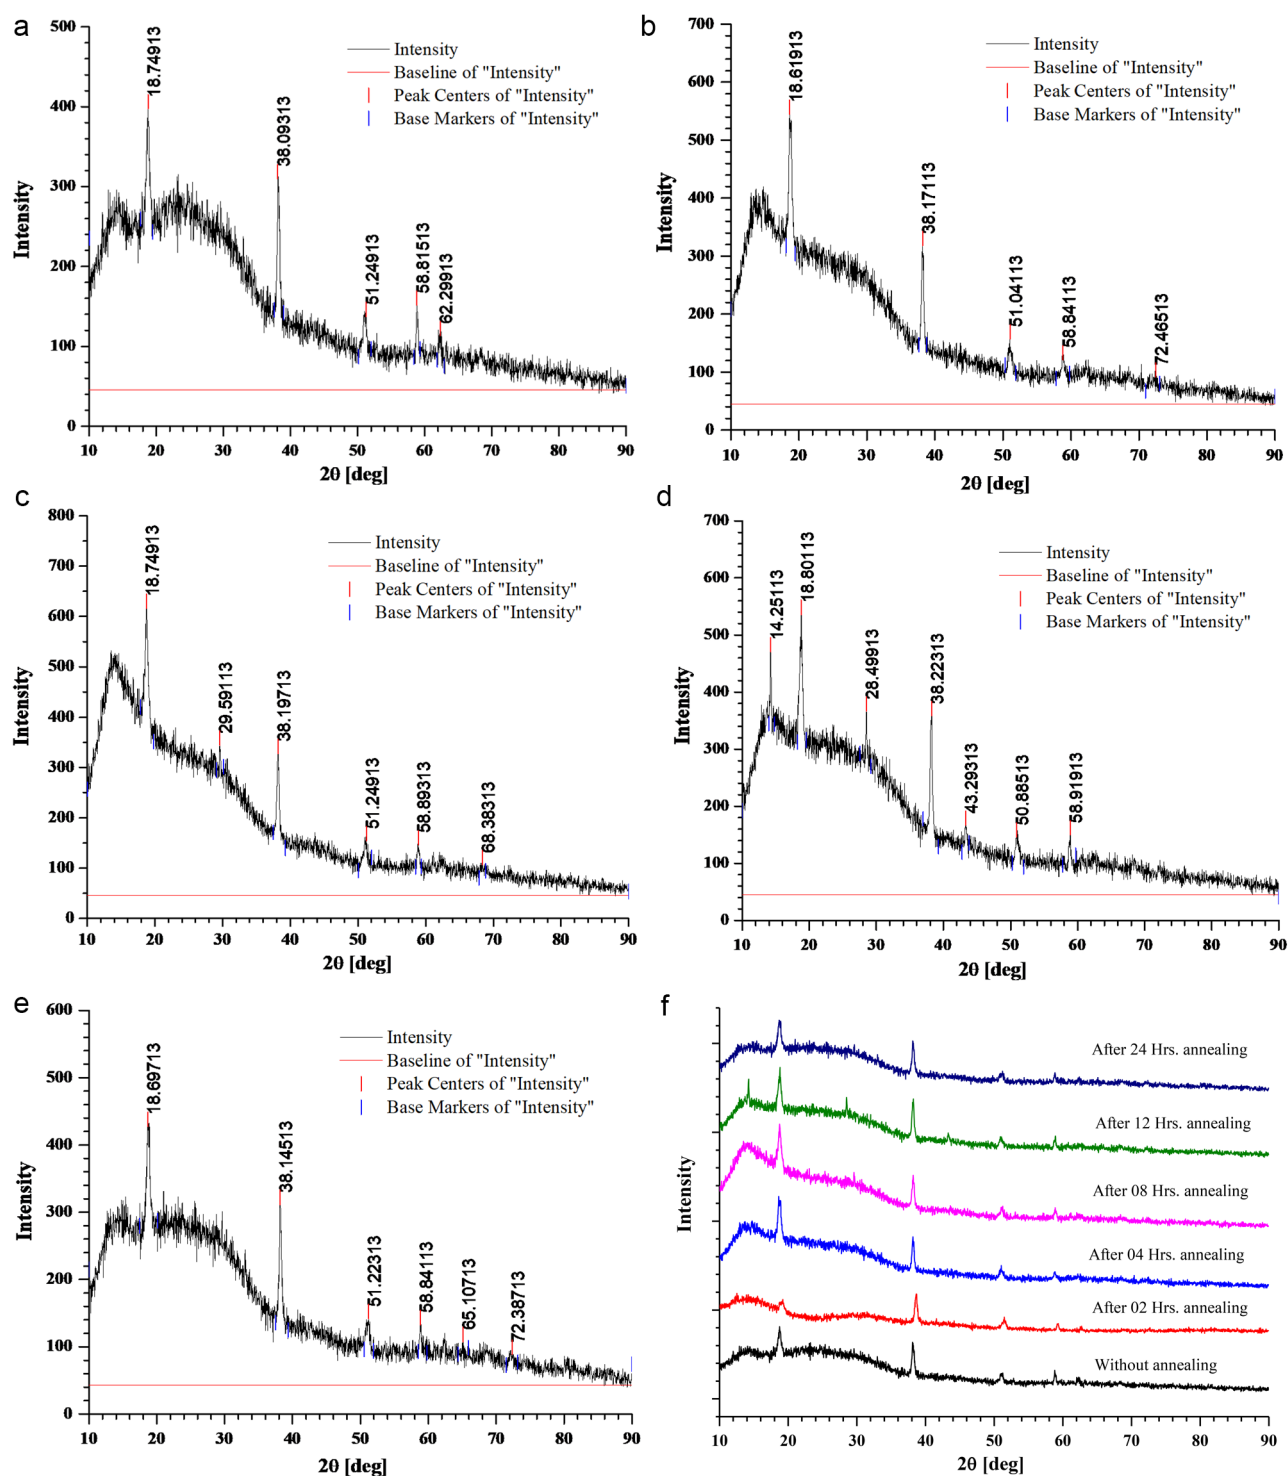 a
500
400
300
200
100
0
Intensity
18.74913
38.09313
51.24913
58.81513
62.29913
Intensity
Baseline of "Intensity"
Peak Centers of "Intensity"
Base Markers of "Intensity"
10 20 30 40 50 60 70 80 90
2θ [deg]
b
700
600
500
400
300
200
100
0
Intensity
18.61913
38.17113
51.04113
58.84113
72.46513
Intensity
Baseline of "Intensity"
Peak Centers of "Intensity"
Base Markers of "Intensity"
10 20 30 40 50 60 70 80 90
2θ [deg]
c
800
700
600
500
400
300
200
100
0
Intensity
18.74913
29.59113
38.19713
51.24913
58.89313
68.38313
Intensity
Baseline of "Intensity"
Peak Centers of "Intensity"
Base Markers of "Intensity"
10 20 30 40 50 60 70 80 90
2θ [deg]
d
700
600
500
400
300
200
100
0
Intensity
14.25113
18.80113
28.49913
38.22313
43.29313
50.88513
58.91913
Intensity
Baseline of "Intensity"
Peak Centers of "Intensity"
Base Markers of "Intensity"
10 20 30 40 50 60 70 80 90
2θ [deg]
e
600
500
400
300
200
100
0
Intensity
18.69713
38.14513
51.22313
58.84113
65.10713
72.38713
Intensity
Baseline of "Intensity"
Peak Centers of "Intensity"
Base Markers of "Intensity"
10 20 30 40 50 60 70 80 90
2θ [deg]
f
Intensity
After 24 Hrs. annealing
After 12 Hrs. annealing
After 08 Hrs. annealing
After 04 Hrs. annealing
After 02 Hrs. annealing
Without annealing
10 20 30 40 50 60 70 80 90
2θ [deg]